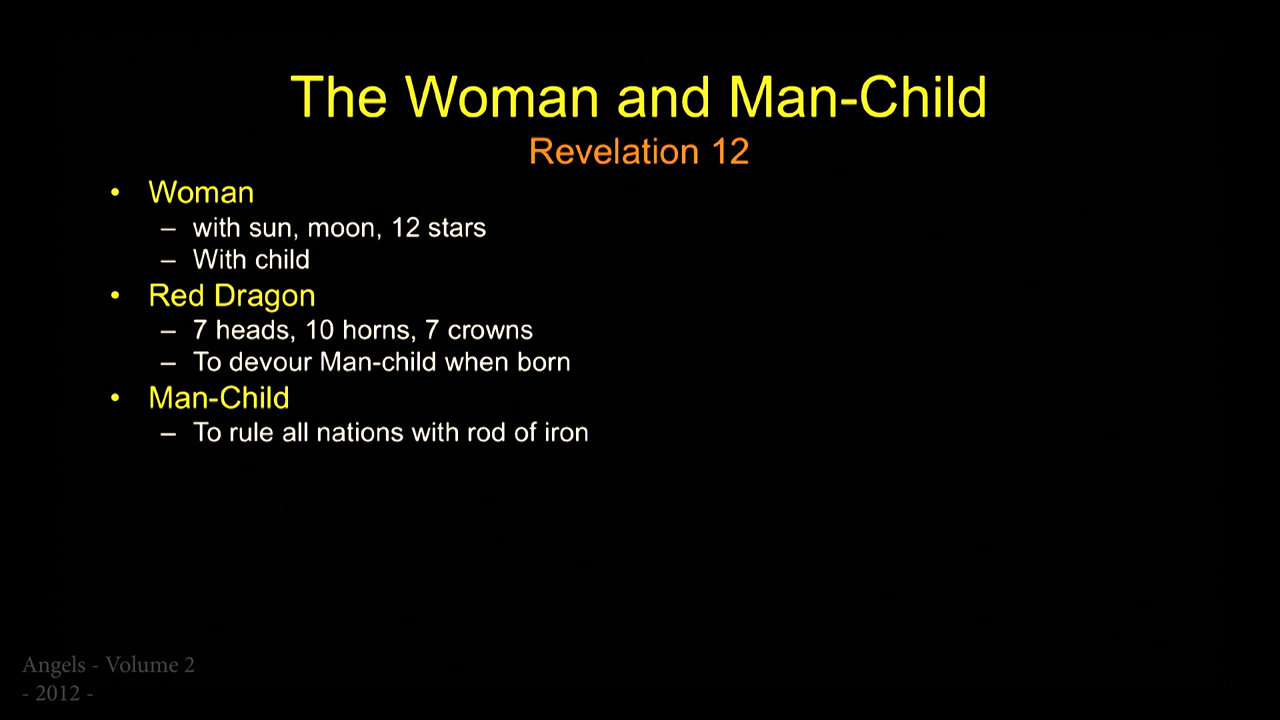 The Woman and Man-Child
Revelation 12
• Woman
– with sun, moon, 12 stars
– With child
• Red Dragon
– 7 heads, 10 horns, 7 crowns
– To devour Man-child when born
• Man-Child
– To rule all nations with rod of iron
Angels - Volume 2
- 2012 -